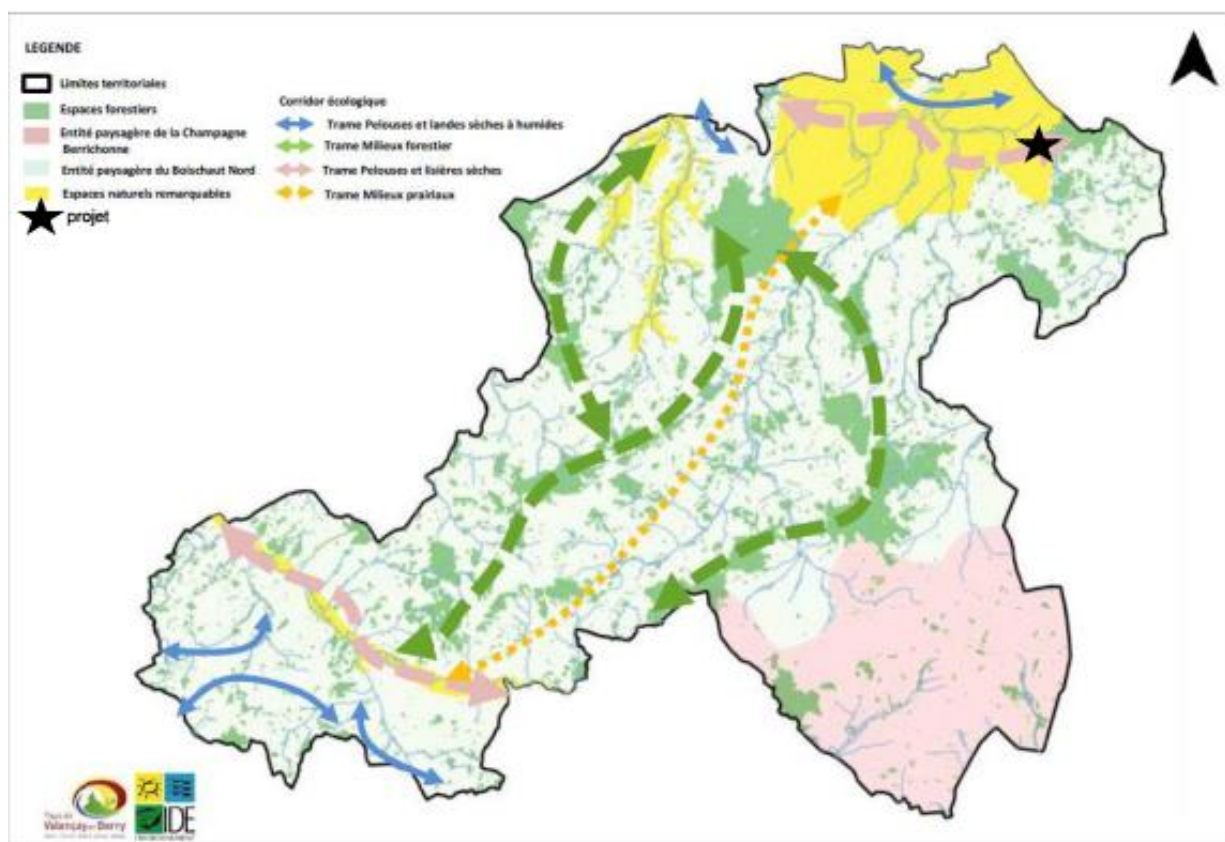 LEGENDE
Limites territoriales
Espaces forestiers
Entité paysagère de la Champagne
Berrichonne
Entité paysagère du Boischaut Nord
Espaces naturels remarquables
projet
Corridor écologique
Trame Pelouses et landes sèches à humides
Trame Milieux forestier
Trame Pelouses et lisières sèches
Trame Milieux prairiaux
Pays de
Valençay en Berry
IDE